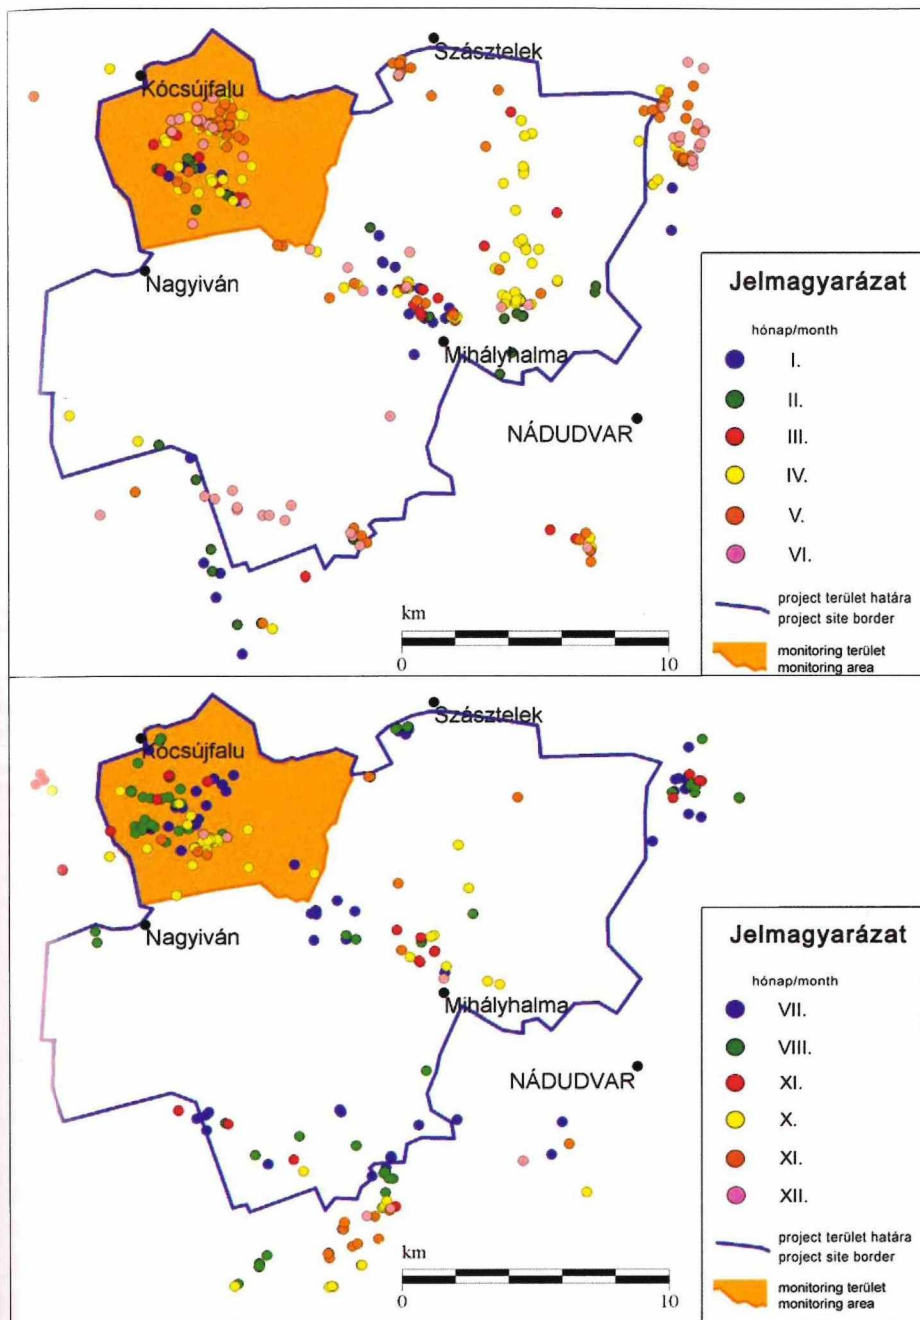 Szásztelek
Kócsújfalu
Nagyiván
Mihályhalma
NÁDUDVAR
km
0
10
Jelmagyarázat
hónap/month
I.
II.
III.
IV.
V.
VI.
project terület határa
project site border
monitoring terület
monitoring area
Szásztelek
Kócsújfalu
Nagyiván
Mihályhalma
NÁDUDVAR
km
0
10
Jelmagyarázat
hónap/month
VII.
VIII.
XI.
X.
XI.
XII.
project terület határa
project site border
monitoring terület
monitoring area